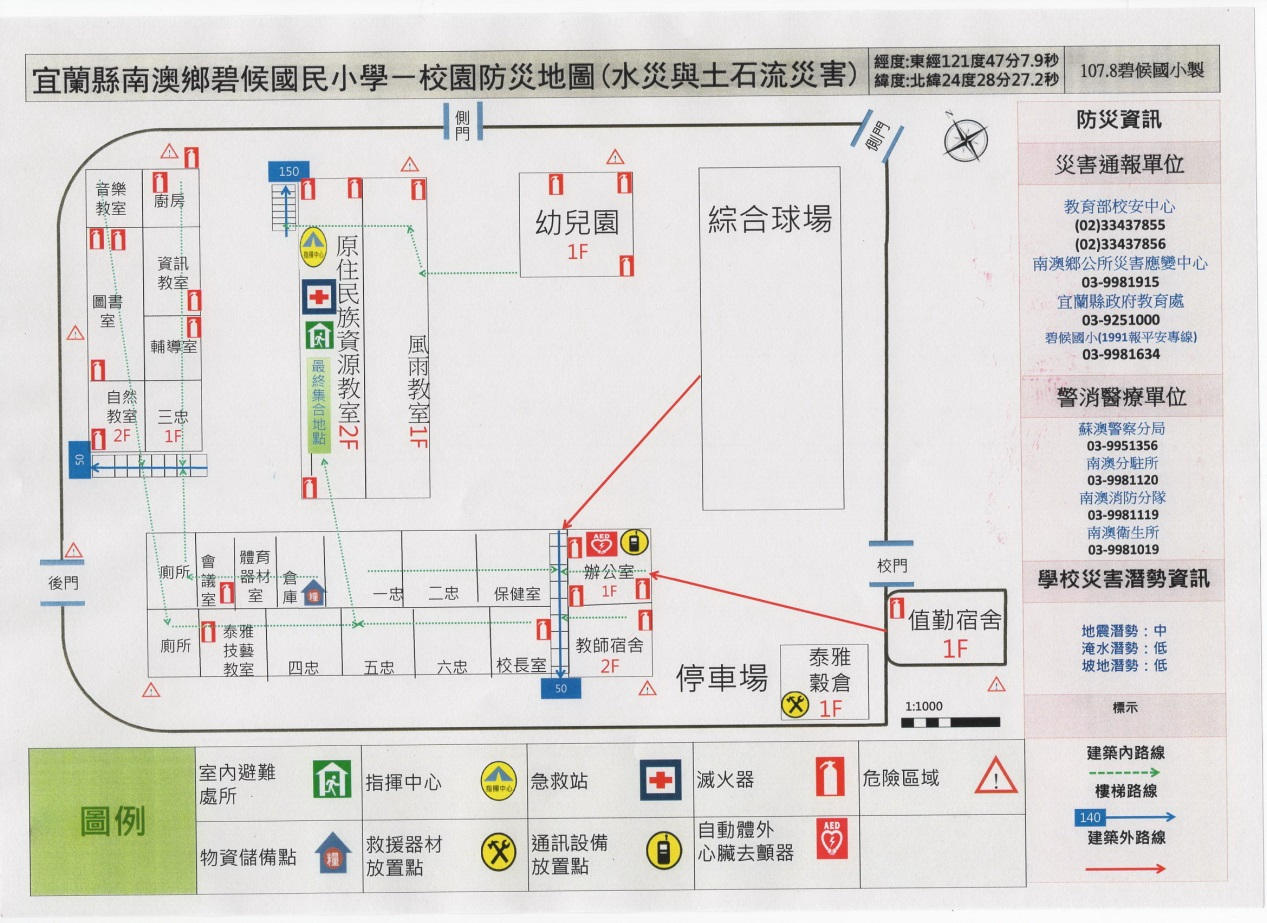 宜蘭縣南澳鄉碧候國民小學－校園防災地圖(水災與土石流災害)
經度:東經121度47分7.9秒
緯度:北緯24度28分27.2秒
107.8碧候國小製
側門
側門
N
音樂
教室
廚房
資訊
教室
圖書
室
輔導室
自然
教室
2F
三忠
1F
50
150
指揮中心
原住民族資源教室2F
最終集合地點
風雨教室1F
幼兒園
1F
綜合球場
後門
校門
廁所
會議室
體育
器材
室
倉庫
糧
一忠
二忠
保健室
AED
辦公室
1F
廁所
泰雅
技藝
教室
四忠
五忠
六忠
校長室
教師宿舍
2F
50
停車場
泰雅
穀倉
1F
值勤宿舍
1F
1:1000
防災資訊
災害通報單位
教育部校安中心
(02)33437855
(02)33437856
南澳鄉公所災害應變中心
03-9981915
宜蘭縣政府教育處
03-9251000
碧候國小(1991報平安專線)
03-9981634
警消醫療單位
蘇澳警察分局
03-9951356
南澳分駐所
03-9981120
南澳消防分隊
03-9981119
南澳衛生所
03-9981019
學校災害潛勢資訊
地震潛勢：中
淹水潛勢：低
坡地潛勢：低
標示
建築內路線
樓梯路線
140
建築外路線
圖例
室內避難
處所
指揮中心
指揮中心
急救站
滅火器
危險區域
物資儲備點
糧
救援器材
放置點
通訊設備
放置點
自動體外
心臟去顫器
AED